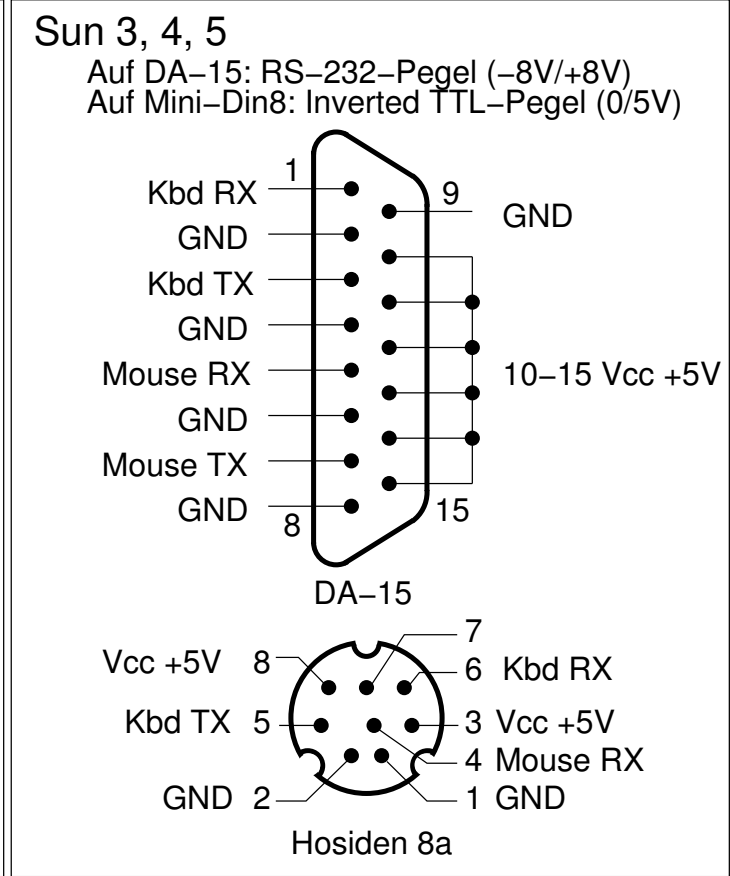 Sun 3, 4, 5
Auf DA−15: RS−232−Pegel (−8V/+8V)
Auf Mini−Din8: Inverted TTL−Pegel (0/5V)
1
Kbd RX
9
GND
GND
Kbd TX
GND
Mouse RX
10−15 Vcc +5V
GND
Mouse TX
GND
8
15
DA−15
7
Vcc +5V 8
6 Kbd RX
Kbd TX 5
3 Vcc +5V
4 Mouse RX
GND 2
1 GND
Hosiden 8a